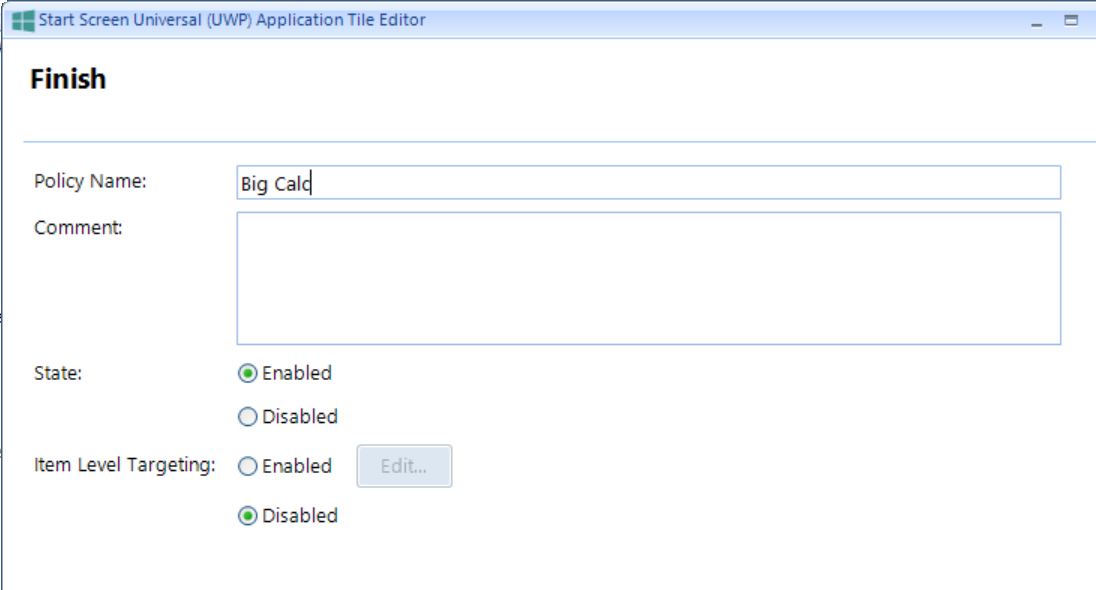 Start Screen Universal (UWP) Application Tile Editor
Finish
Policy Name: Big Calc
Comment:
State: Enabled
Disabled
Item Level Targeting: Enabled Edit...
Disabled